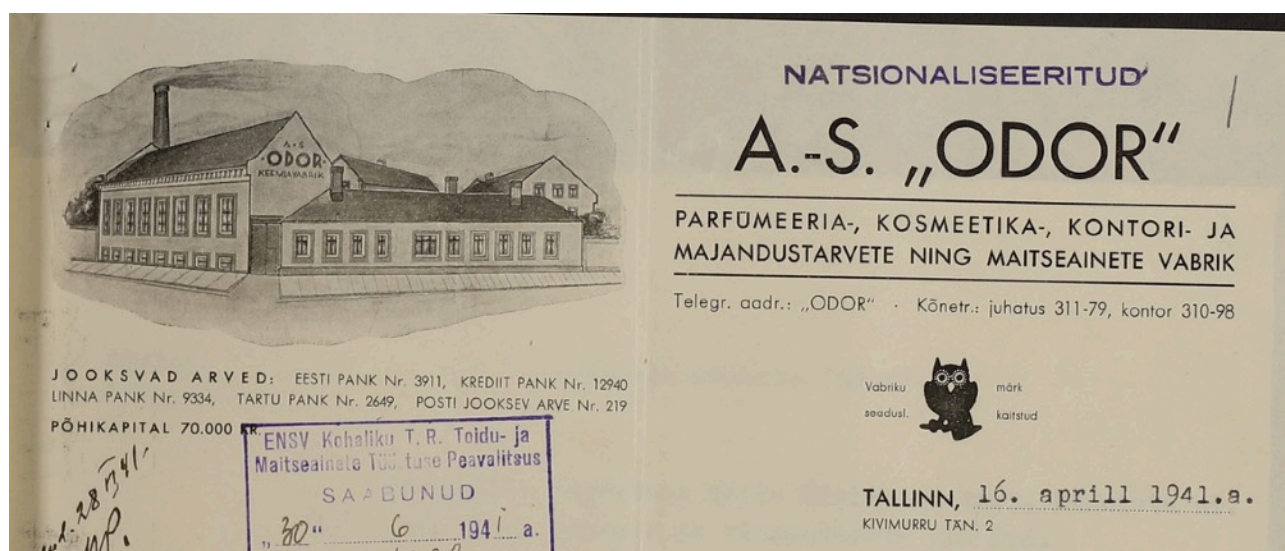 A-S
·ODOR·
KEEMIAVABRIK
JOOKSVAD ARVED: EESTI PANK Nr. 3911, KREDIIT PANK Nr. 12940
LINNA PANK Nr. 9334, TARTU PANK Nr. 2649, POSTI JOOKSEV ARVE Nr. 219
PÕHIKAPITAL 70.000 KR.
ENSV Kohaliku T. R. Toidu- ja
Maitseainete Tööstuse Peavalitsus
SAABUNUD
„30" 6 1941 a.
NATSIONALISEERITUD
A.-S. „ODOR"
PARFÜMEERIA-, KOSMEETIKA-, KONTORI- JA
MAJANDUSTARVETE NING MAITSEAINETE VABRIK
Telegr. aadr.: „ODOR" · Kõnetr.: juhatus 311-79, kontor 310-98
Vabriku märk
seadusl. kaitstud
TALLINN, 16. aprill 1941.a.
KIVIMURRU TÄN. 2